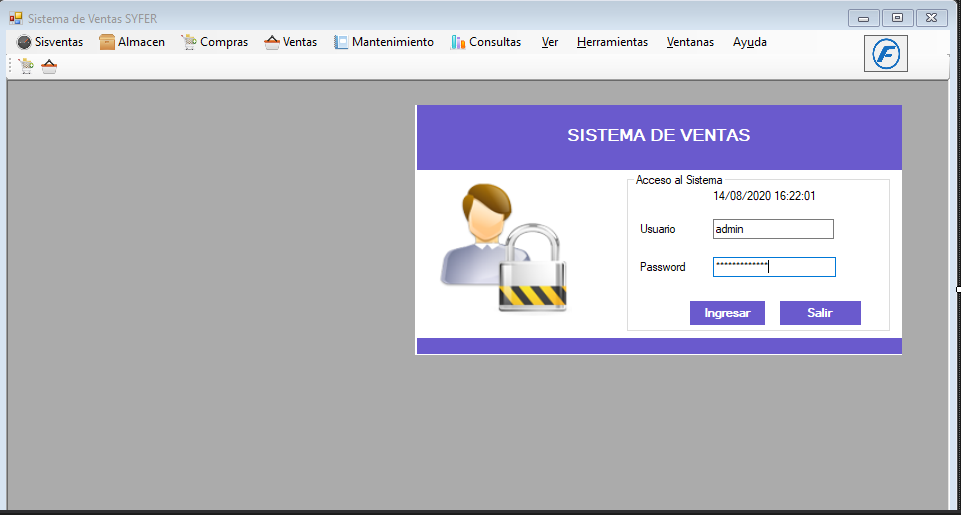 Sistema de Ventas SYFER
Sisventas Almacen Compras Ventas Mantenimiento Consultas Ver Herramientas Ventanas Ayuda
F
SISTEMA DE VENTAS
Acceso al Sistema
14/08/2020 16:22:01
Usuario admin
Password *************
Ingresar Salir